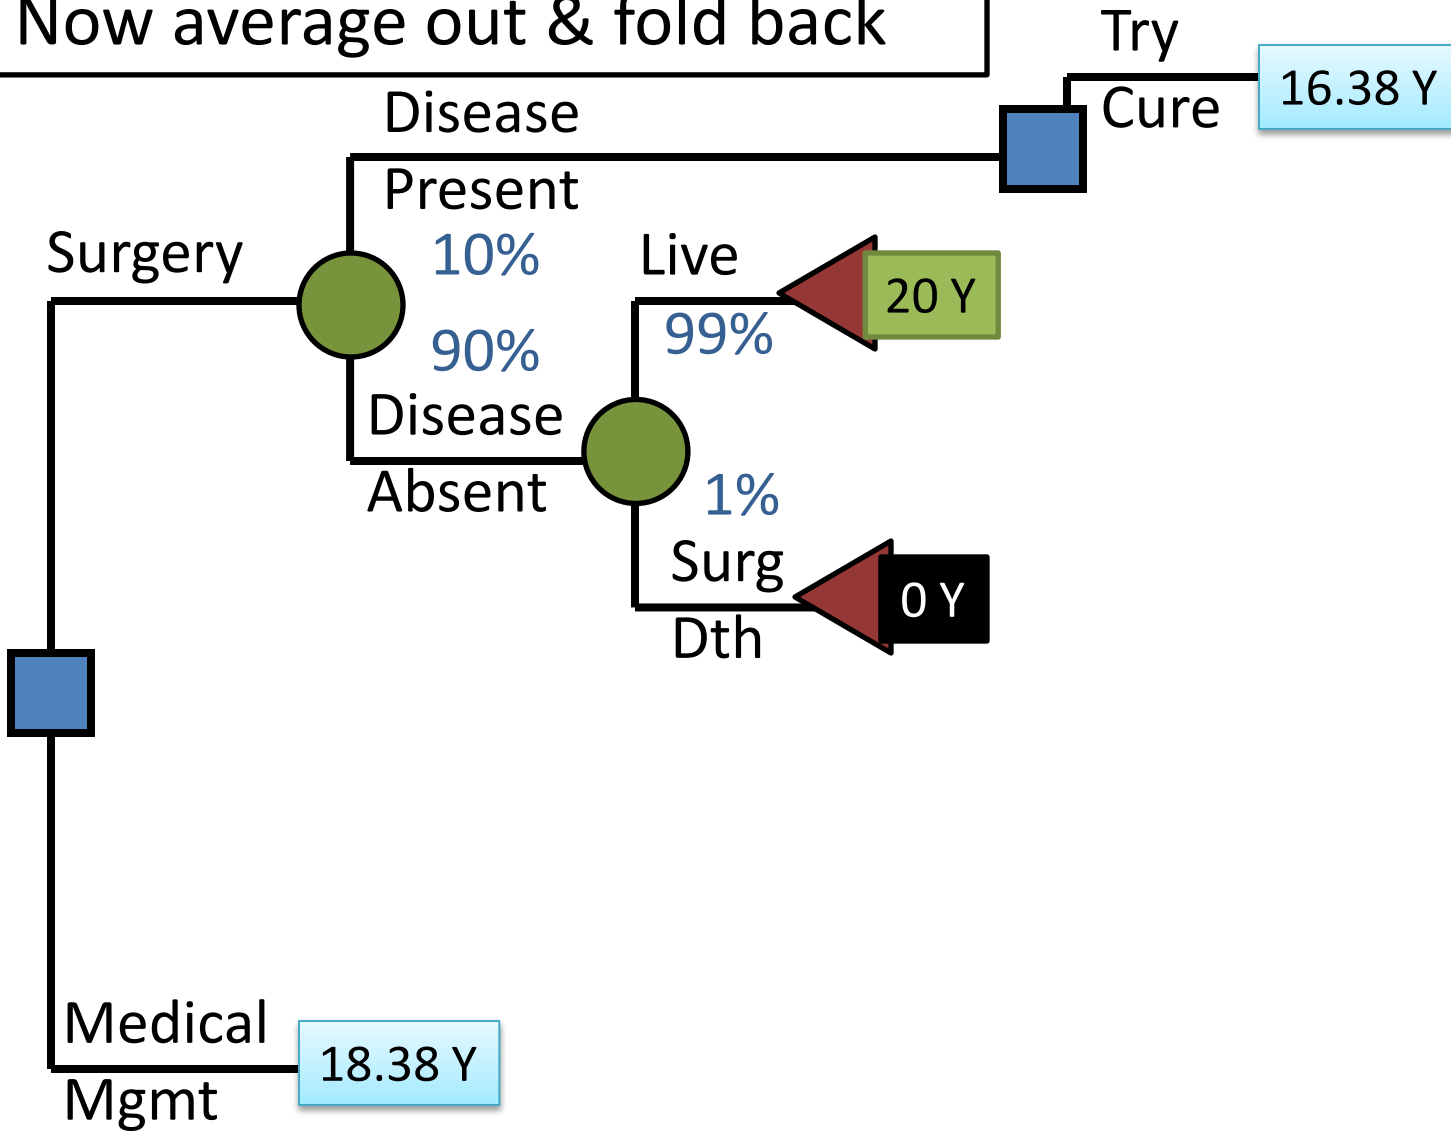 Now average out & fold back
Try
Cure
16.38 Y
Disease
Present
10%
Surgery
Live
99%
20 Y
90%
Disease
Absent
1%
Surg
Dth
0 Y
Medical
Mgmt
18.38 Y